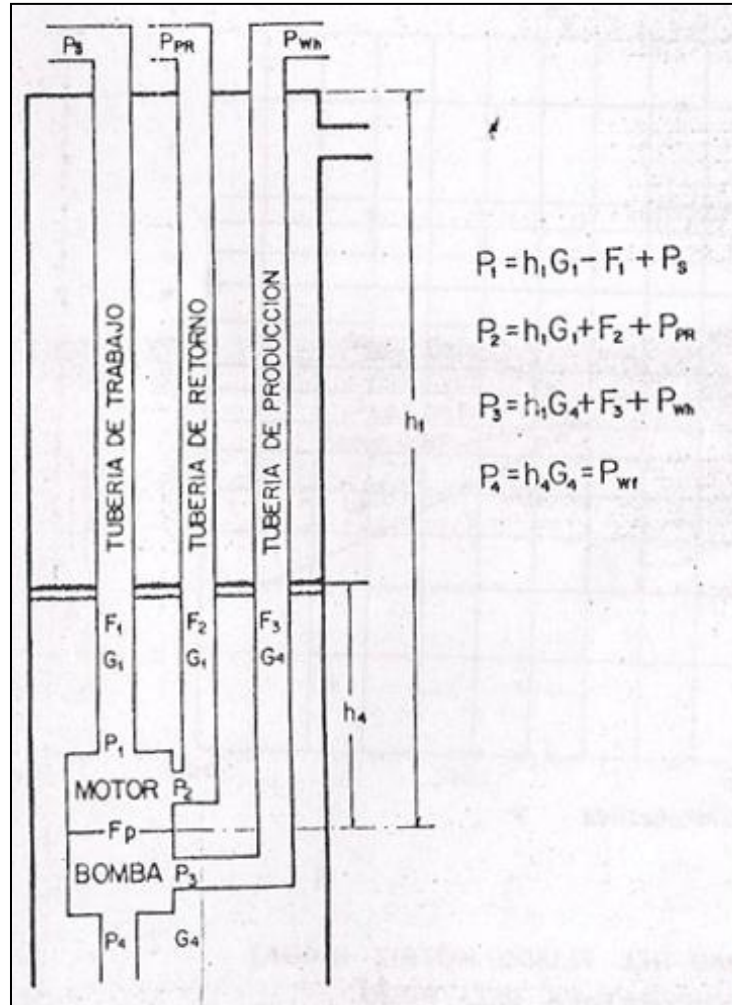 Ps PPR PWh
TUBERIA DE TRABAJO
TUBERIA DE RETORNO
TUBERIA DE PRODUCCION
h1
P1 = h1G1 - F1 + Ps
P2 = h1G1 + F2 + PPR
P3 = h1G4 + F3 + PWh
P4 = h4G4 = Pwf
F1 F2 F3
G1 G1 G4
h4
P1
MOTOR P2
Fp
BOMBA P3
P4 G4